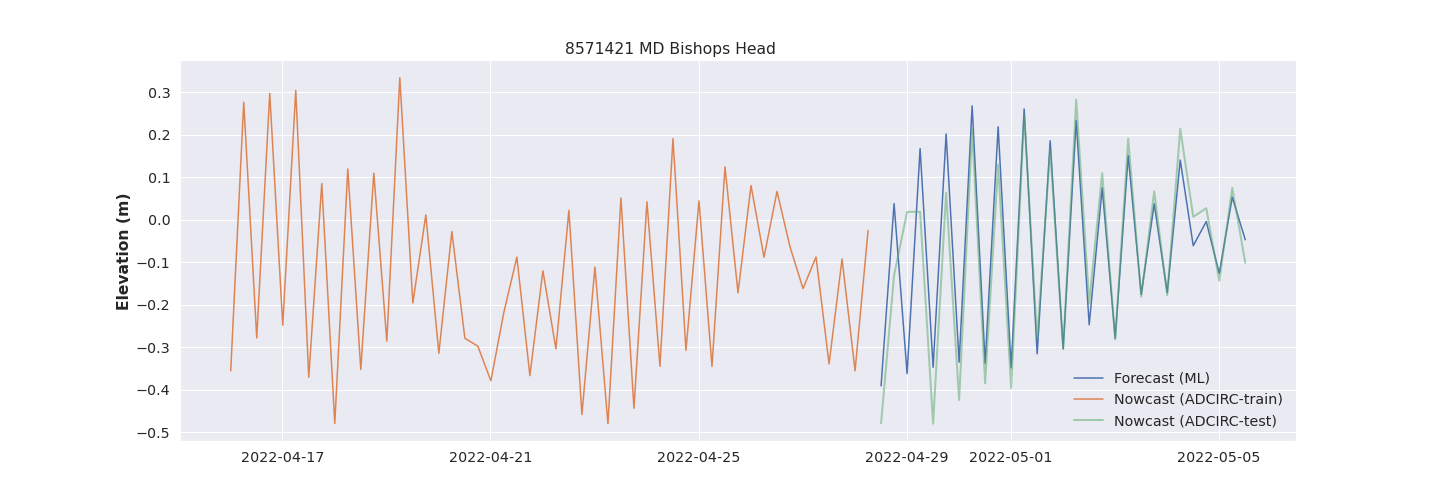 8571421 MD Bishops Head
Elevation (m)
0.3
0.2
0.1
0.0
−0.1
−0.2
−0.3
−0.4
−0.5
Forecast (ML)
Nowcast (ADCIRC-train)
Nowcast (ADCIRC-test)
2022-04-17 2022-04-21 2022-04-25 2022-04-29 2022-05-01 2022-05-05